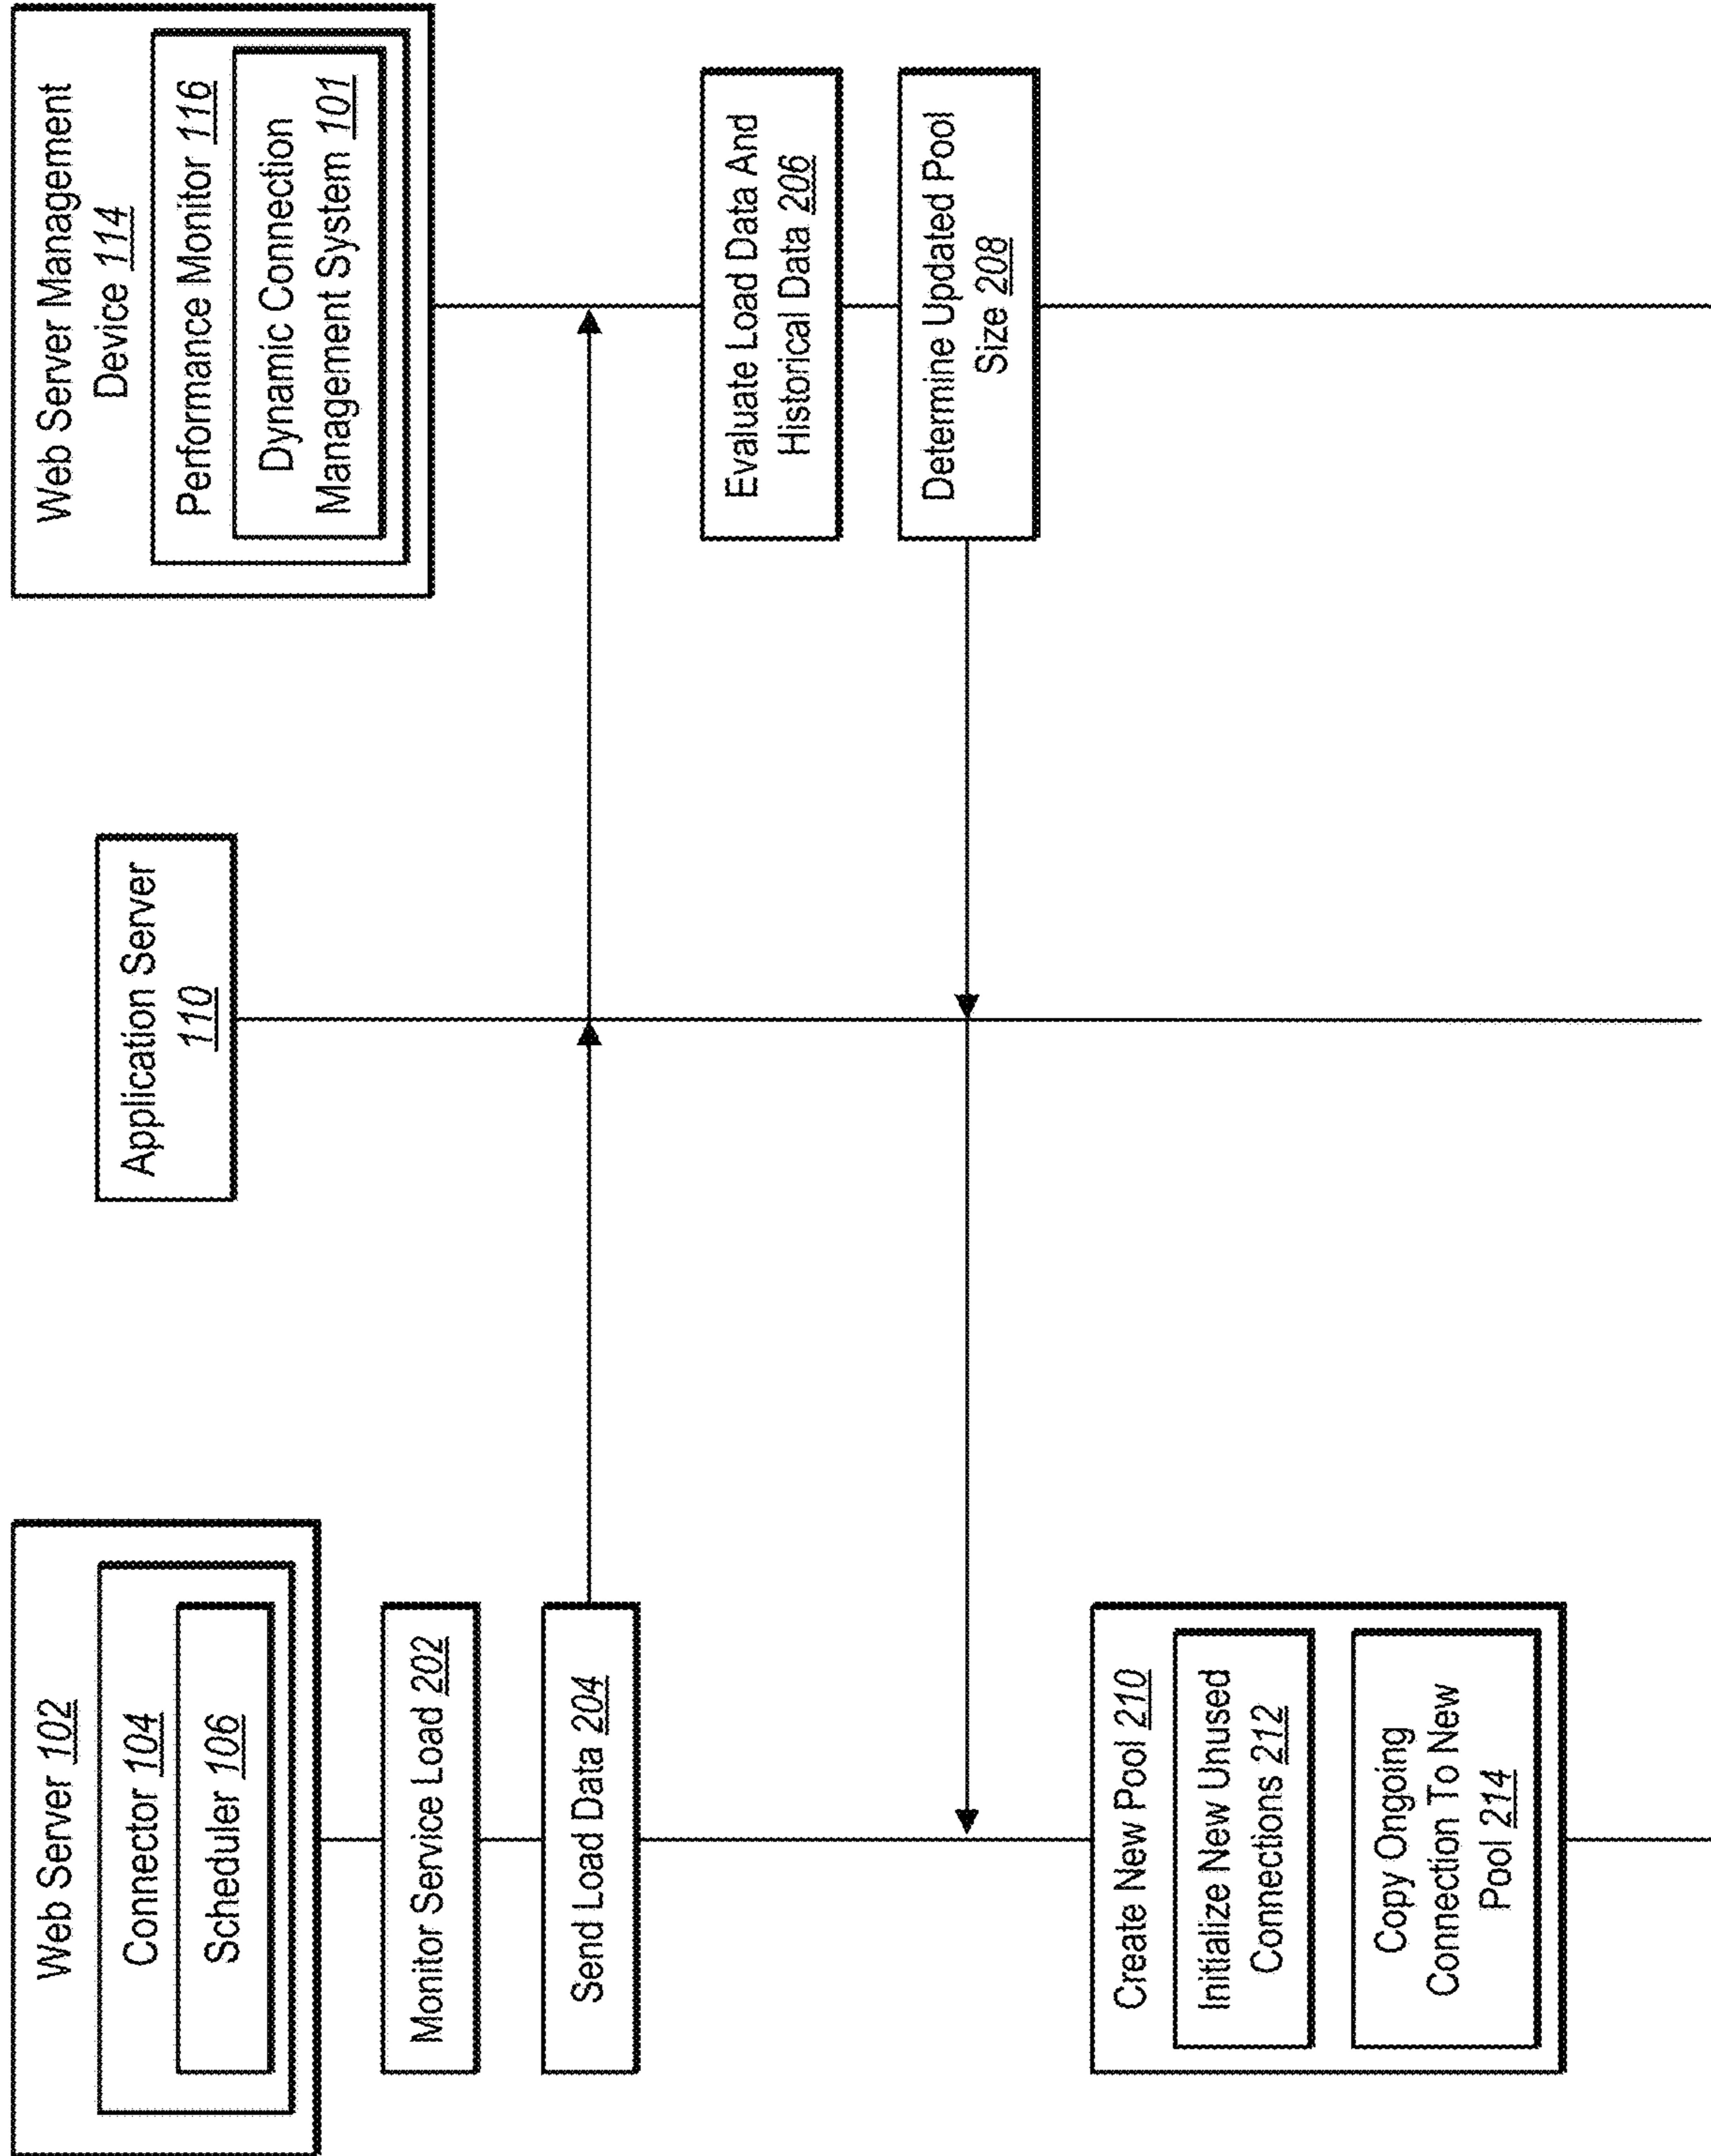 Web Server 102
Connector 104
Scheduler 106
Application Server
110
Web Server Management
Device 114
Performance Monitor 116
Dynamic Connection
Management System 101
Monitor Service Load 202
Send Load Data 204
Evaluate Load Data And
Historical Data 206
Determine Updated Pool
Size 208
Create New Pool 210
Initialize New Unused
Connections 212
Copy Ongoing
Connection To New
Pool 214